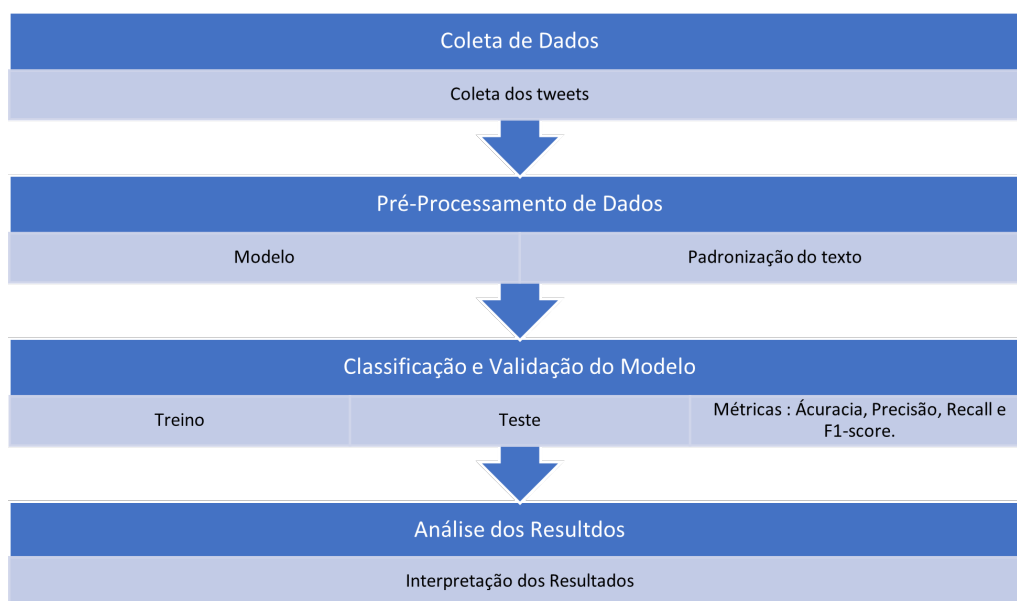 Coleta de Dados
Coleta dos tweets
Pré-Processamento de Dados
Modelo
Padronização do texto
Classificação e Validação do Modelo
Treino
Teste
Métricas : Ácuracia, Precisão, Recall e
F1-score.
Análise dos Resultdos
Interpretação dos Resultados